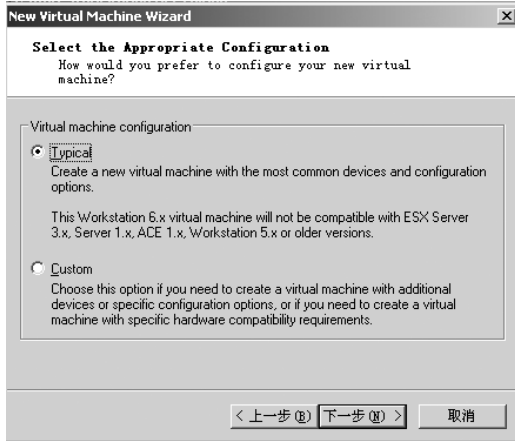 New Virtual Machine Wizard
Select the Appropriate Configuration
How would you prefer to configure your new virtual
machine?
Virtual machine configuration
Typical
Create a new virtual machine with the most common devices and configuration
options.
This Workstation 6.x virtual machine will not be compatible with ESX Server
3.x, Server 1.x, ACE 1.x, Workstation 5.x or older versions.
Custom
Choose this option if you need to create a virtual machine with additional
devices or specific configuration options, or if you need to create a virtual
machine with specific hardware compatibility requirements.
< 上一步(B) 下一步(N) > 取消